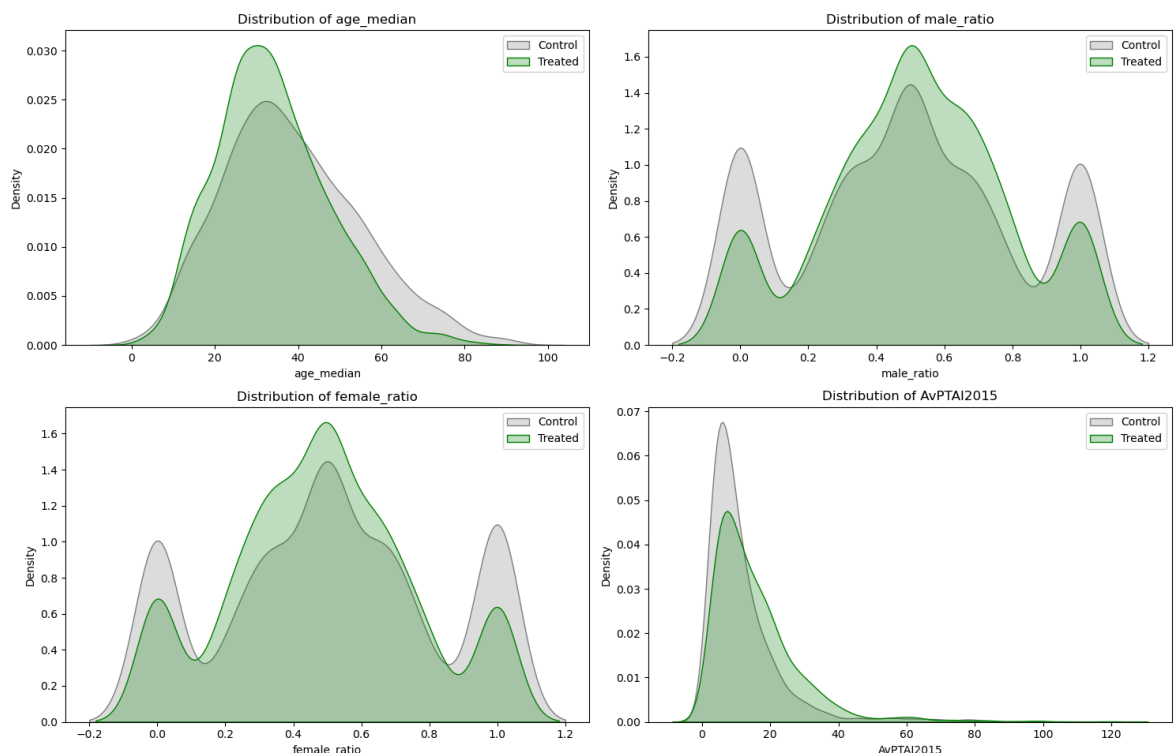 Distribution of age_median
Control
Treated
Density
0.030
0.025
0.020
0.015
0.010
0.005
0.000
0 20 40 60 80 100
age_median
Distribution of male_ratio
Control
Treated
Density
1.6
1.4
1.2
1.0
0.8
0.6
0.4
0.2
0.0
−0.2 0.0 0.2 0.4 0.6 0.8 1.0 1.2
male_ratio
Distribution of female_ratio
Control
Treated
Density
1.6
1.4
1.2
1.0
0.8
0.6
0.4
0.2
0.0
−0.2 0.0 0.2 0.4 0.6 0.8 1.0 1.2
female_ratio
Distribution of AvPTAI2015
Control
Treated
Density
0.07
0.06
0.05
0.04
0.03
0.02
0.01
0.00
0 20 40 60 80 100 120
AvPTAI2015